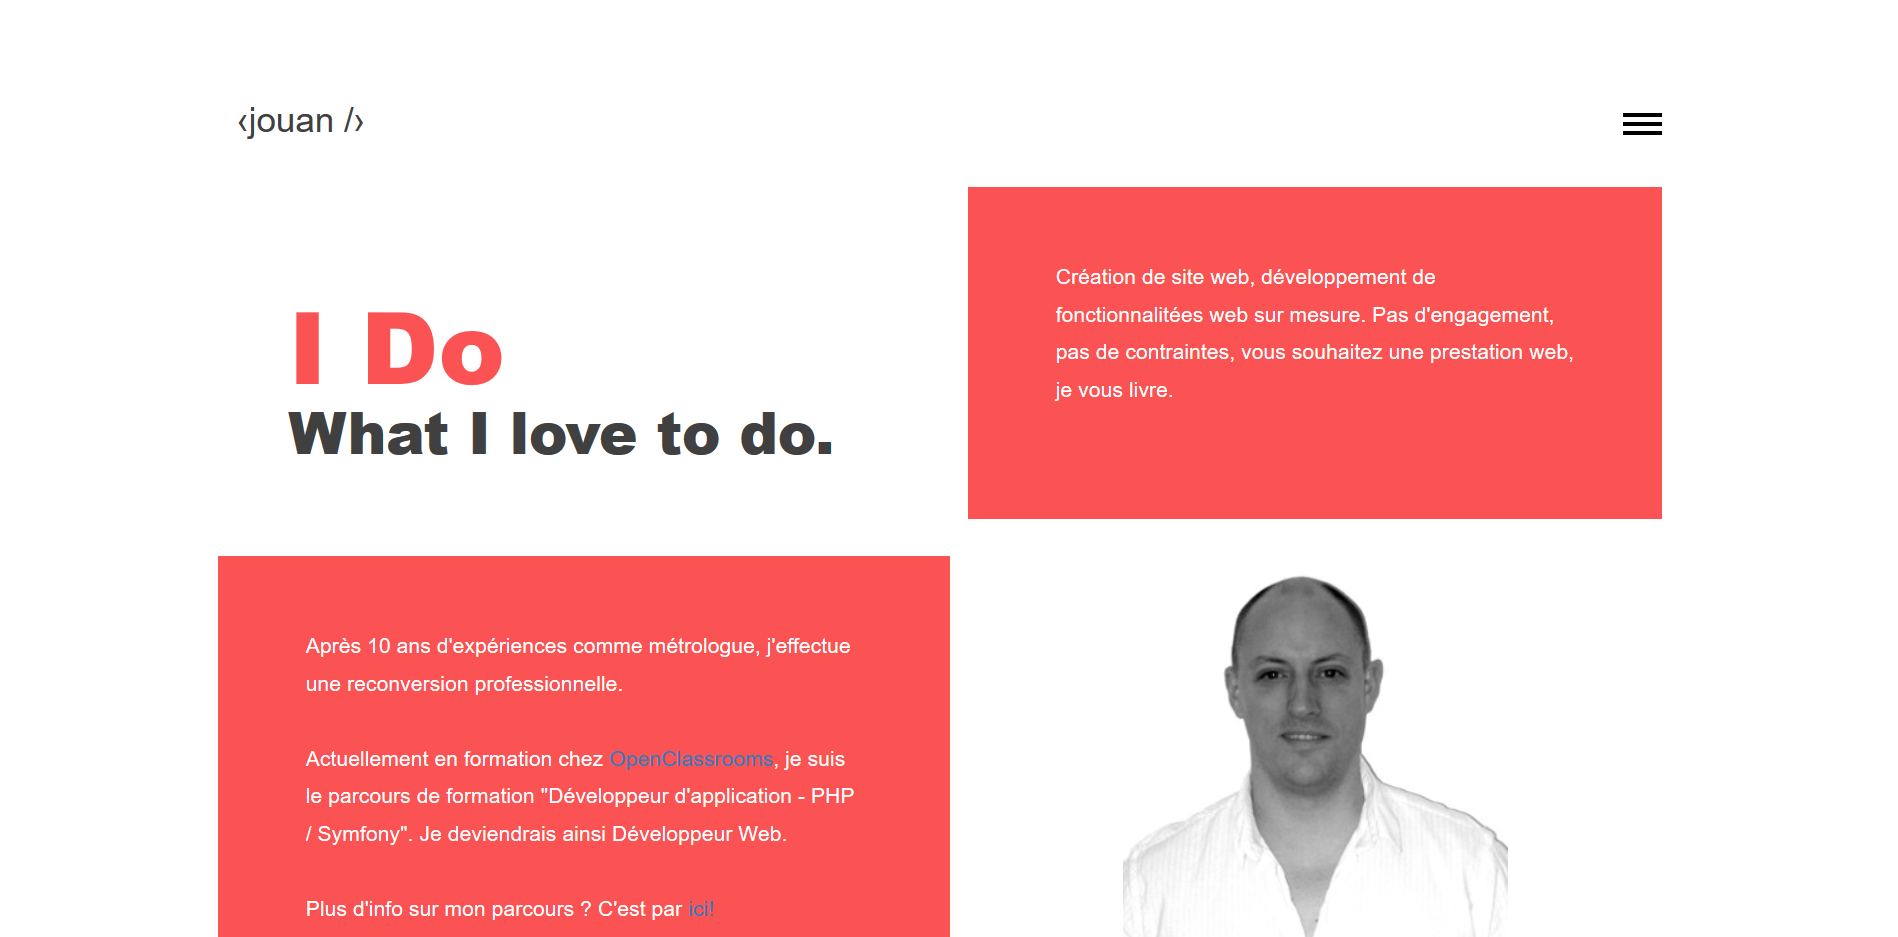 ‹jouan /›
I Do
What I love to do.
Création de site web, développement de
fonctionnalitées web sur mesure. Pas d'engagement,
pas de contraintes, vous souhaitez une prestation web,
je vous livre.
Après 10 ans d'expériences comme métrologue, j'effectue
une reconversion professionnelle.
Actuellement en formation chez OpenClassrooms, je suis
le parcours de formation "Développeur d'application - PHP
/ Symfony". Je deviendrais ainsi Développeur Web.
Plus d'info sur mon parcours ? C'est par ici!